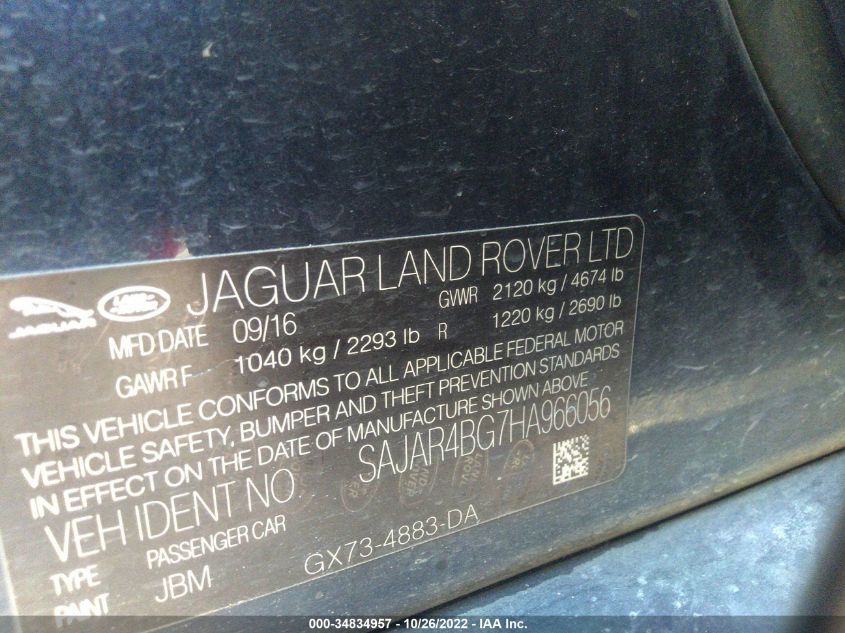 JAGUAR LAND ROVER JAGUAR LAND ROVER LTD
MFD DATE 09/16 GVWR 2120 kg / 4674 lb
GAWR F 1040 kg / 2293 lb R 1220 kg / 2690 lb
THIS VEHICLE CONFORMS TO ALL APPLICABLE FEDERAL MOTOR
VEHICLE SAFETY, BUMPER AND THEFT PREVENTION STANDARDS
IN EFFECT ON THE DATE OF MANUFACTURE SHOWN ABOVE
VEH IDENT NO SAJAR4BG7HA966056
TYPE PASSENGER CAR
PAINT JBM GX73-4883-DA
000-34834957 - 10/26/2022 - IAA Inc.